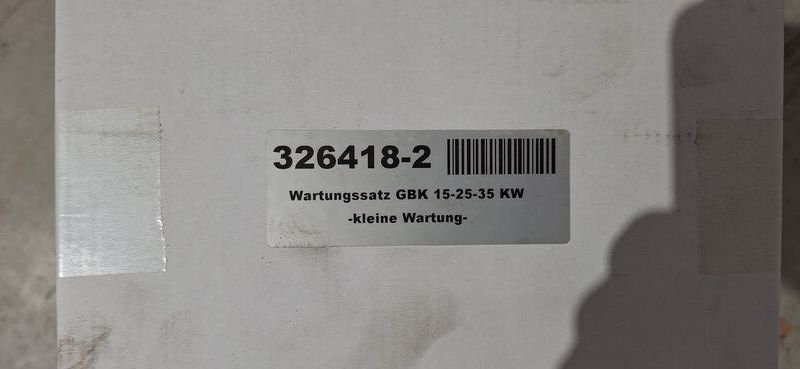 326418-2
Wartungssatz GBK 15-25-35 KW
-kleine Wartung-